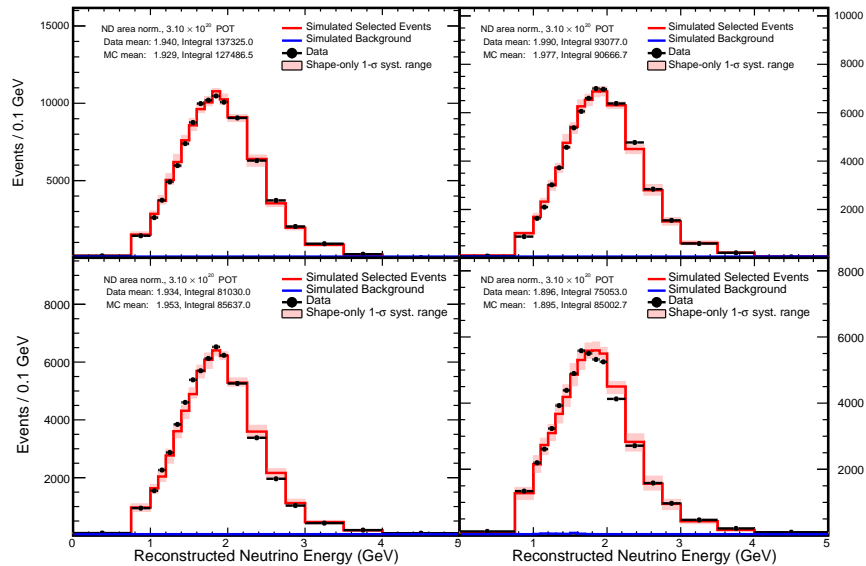 ND area norm., 3.10 × 10²⁰ POT
Data mean: 1.940, Integral 137325.0
MC mean: 1.929, Integral 127486.5
Simulated Selected Events
Simulated Background
Data
Shape-only 1-σ syst. range
15000
10000
5000
Events / 0.1 GeV
ND area norm., 3.10 × 10²⁰ POT
Data mean: 1.990, Integral 93077.0
MC mean: 1.977, Integral 90666.7
Simulated Selected Events
Simulated Background
Data
Shape-only 1-σ syst. range
10000
8000
6000
4000
2000
ND area norm., 3.10 × 10²⁰ POT
Data mean: 1.934, Integral 81030.0
MC mean: 1.953, Integral 85637.0
Simulated Selected Events
Simulated Background
Data
Shape-only 1-σ syst. range
8000
6000
4000
2000
Events / 0.1 GeV
0 1 2 3 4 5
Reconstructed Neutrino Energy (GeV)
ND area norm., 3.10 × 10²⁰ POT
Data mean: 1.896, Integral 75053.0
MC mean: 1.895, Integral 85002.7
Simulated Selected Events
Simulated Background
Data
Shape-only 1-σ syst. range
8000
6000
4000
2000
1 2 3 4 5
Reconstructed Neutrino Energy (GeV)